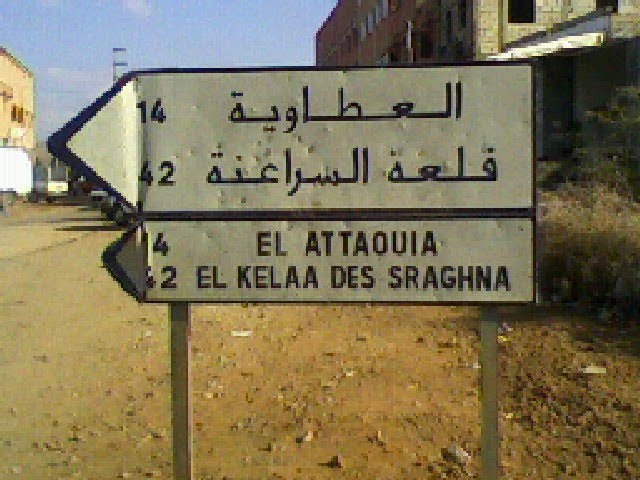 العطاوية 14
قلعة السراغنة 42
14 EL ATTAOUIA
42 EL KELAA DES SRAGHNA